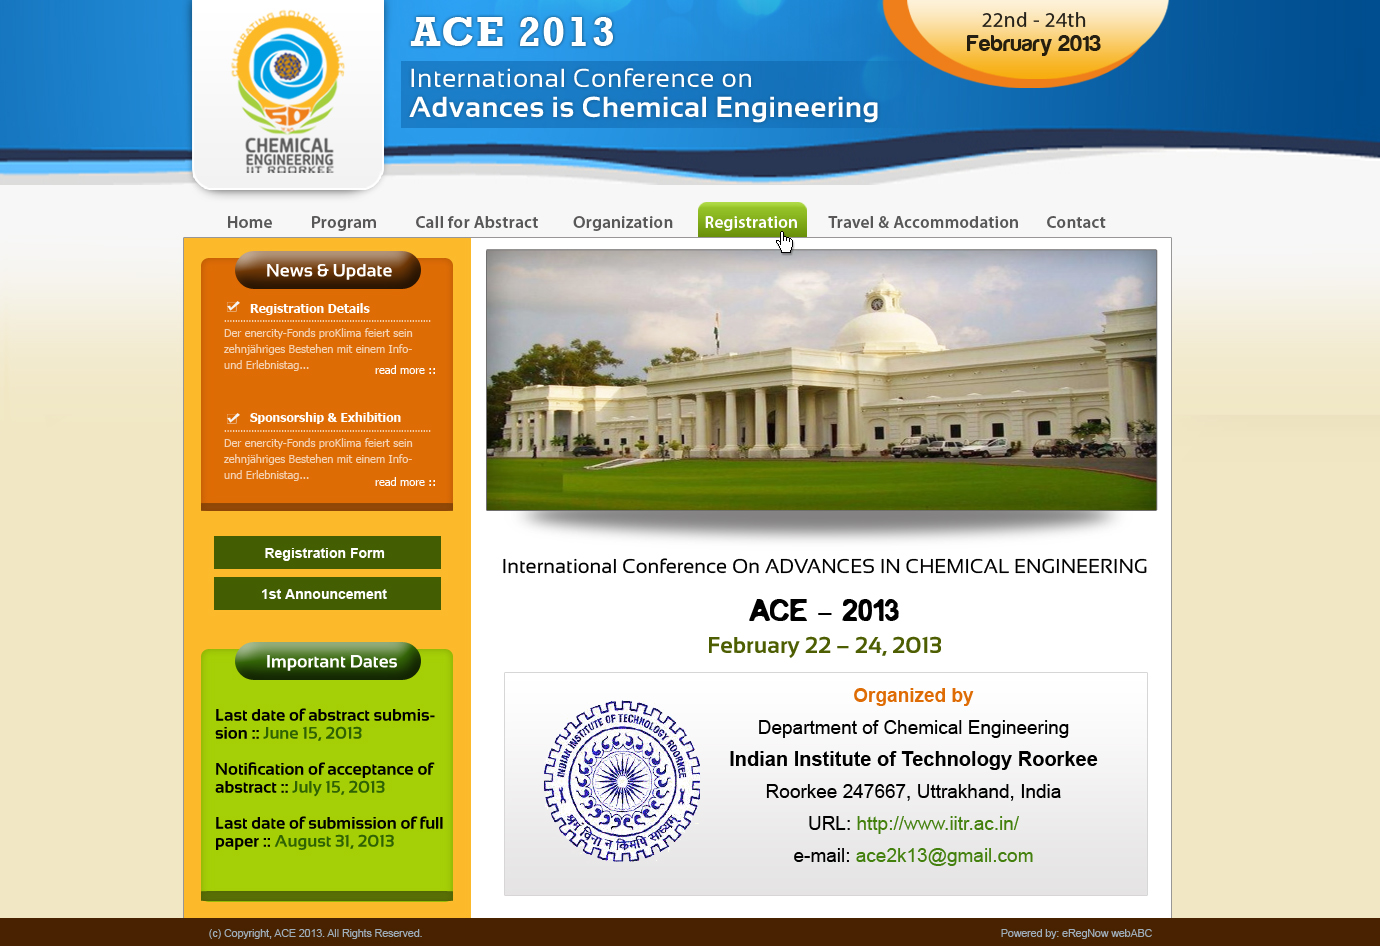 CELEBRATING GOLDEN JUBILEE
50
CHEMICAL
ENGINEERING
IIT ROORKEE
ACE 2013
International Conference on
Advances is Chemical Engineering
22nd - 24th
February 2013
Home Program Call for Abstract Organization Registration Travel & Accommodation Contact
News & Update
Registration Details
Der enercity-Fonds proKlima feiert sein
zehnjähriges Bestehen mit einem Info-
und Erlebnistag...
read more ::
Sponsorship & Exhibition
Der enercity-Fonds proKlima feiert sein
zehnjähriges Bestehen mit einem Info-
und Erlebnistag...
read more ::
Registration Form
1st Announcement
Important Dates
Last date of abstract submis-
sion :: June 15, 2013
Notification of acceptance of
abstract :: July 15, 2013
Last date of submission of full
paper :: August 31, 2013
International Conference On ADVANCES IN CHEMICAL ENGINEERING
ACE – 2013
February 22 – 24, 2013
INDIAN INSTITUTE OF TECHNOLOGY ROORKEE
श्रमं विना न किमपि साध्यम्
Organized by
Department of Chemical Engineering
Indian Institute of Technology Roorkee
Roorkee 247667, Uttrakhand, India
URL: http://www.iitr.ac.in/
e-mail: ace2k13@gmail.com
(c) Copyright, ACE 2013. All Rights Reserved.
Powered by: eRegNow webABC